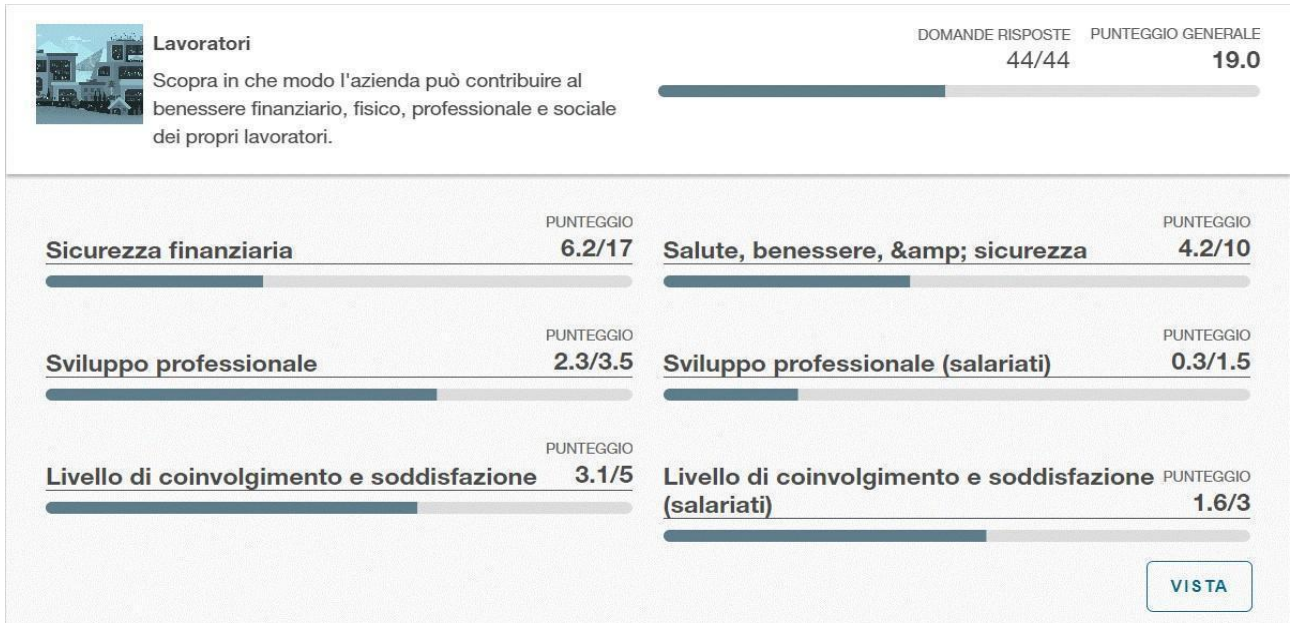 Lavoratori
Scopra in che modo l'azienda può contribuire al
benessere finanziario, fisico, professionale e sociale
dei propri lavoratori.
DOMANDE RISPOSTE PUNTEGGIO GENERALE
44/44 19.0
PUNTEGGIO
Sicurezza finanziaria 6.2/17
PUNTEGGIO
Salute, benessere, &amp; sicurezza 4.2/10
PUNTEGGIO
Sviluppo professionale 2.3/3.5
PUNTEGGIO
Sviluppo professionale (salariati) 0.3/1.5
PUNTEGGIO
Livello di coinvolgimento e soddisfazione 3.1/5
Livello di coinvolgimento e soddisfazione PUNTEGGIO
(salariati) 1.6/3
VISTA